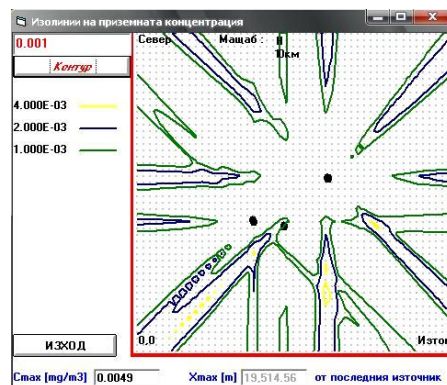 Изолинии на приземната концентрация
0.001
Север
Мащаб :
10км
Контур
4.000E-03
2.000E-03
1.000E-03
0,0
Изто
ИЗХОД
Cmax [mg/m3] 0.0049 Xmax [m] 19,514.56 от последния източник